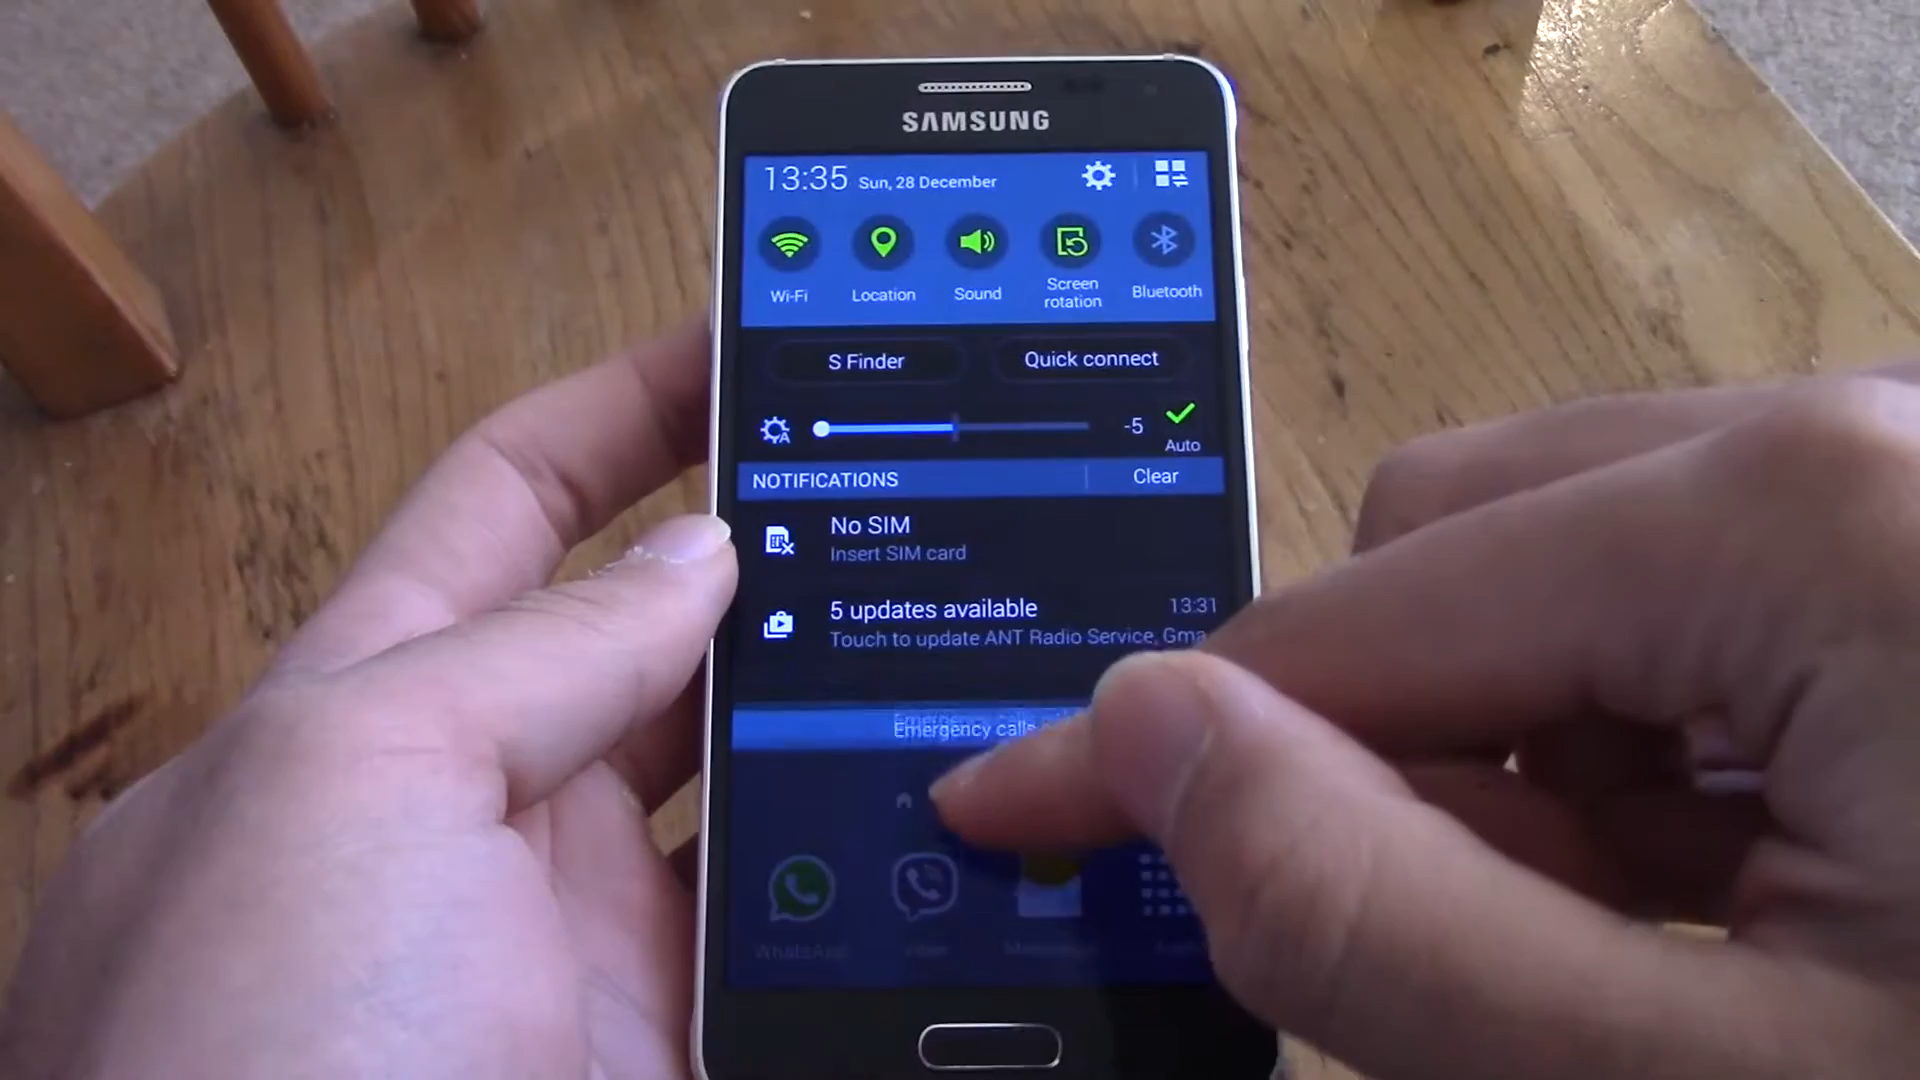 SAMSUNG
13:35 Sun, 28 December
Wi-Fi Location Sound Screen rotation Bluetooth
S Finder Quick connect
-5
Auto
NOTIFICATIONS Clear
No SIM
Insert SIM card
5 updates available 13:31
Touch to update ANT Radio Service, Gma
Emergency calls
WhatsApp